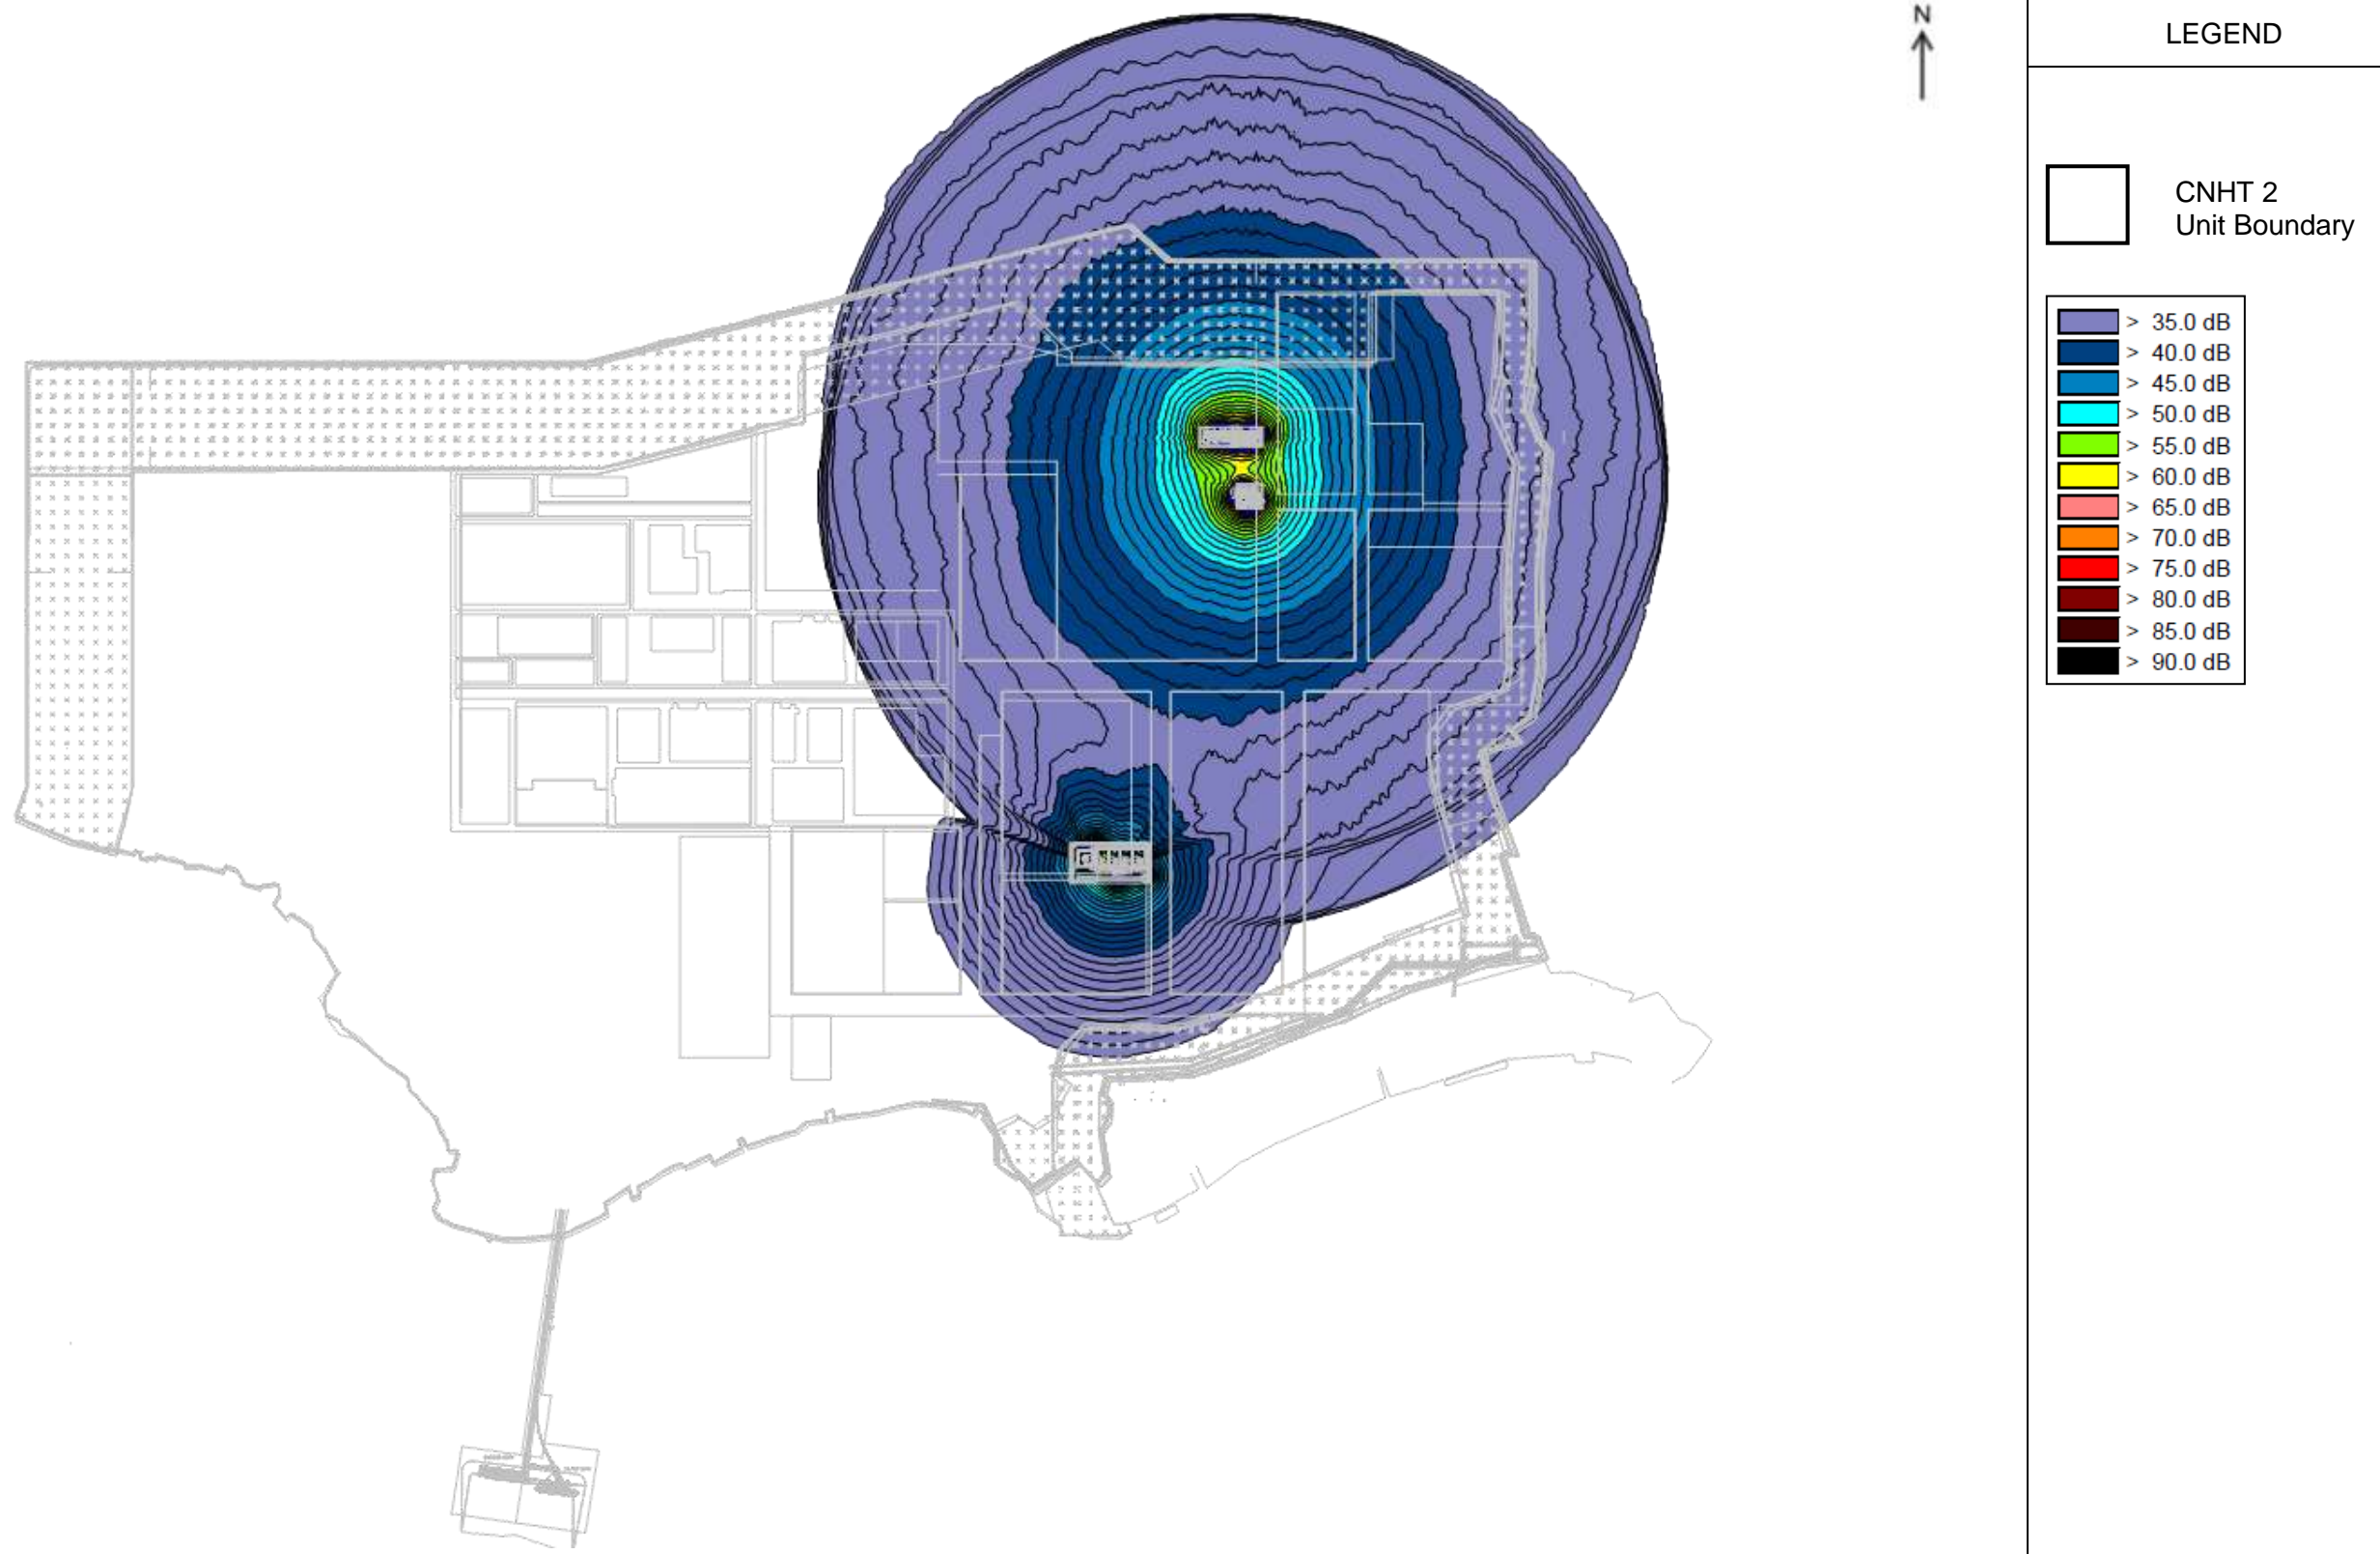 N
LEGEND
CNHT 2
Unit Boundary
> 35.0 dB
> 40.0 dB
> 45.0 dB
> 50.0 dB
> 55.0 dB
> 60.0 dB
> 65.0 dB
> 70.0 dB
> 75.0 dB
> 80.0 dB
> 85.0 dB
> 90.0 dB